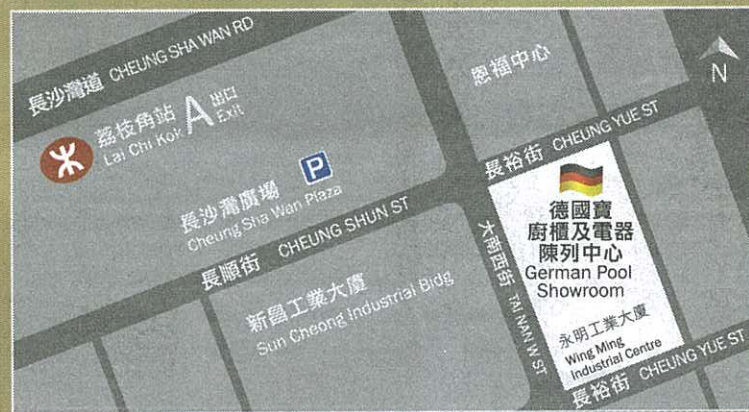 長沙灣道 CHEUNG SHA WAN RD
恩福中心
N
荔枝角站
Lai Chi Kok
A 出口
Exit
P
長沙灣廣場
Cheung Sha Wan Plaza
長裕街 CHEUNG YUE ST
長順街 CHEUNG SHUN ST
德國寶
廚櫃及電器
陳列中心
German Pool
Showroom
大南西街 TAI NAN W ST
新昌工業大廈
Sun Cheong Industrial Bldg
永明工業大廈
Wing Ming
Industrial Centre
長裕街 CHEUNG YUE ST